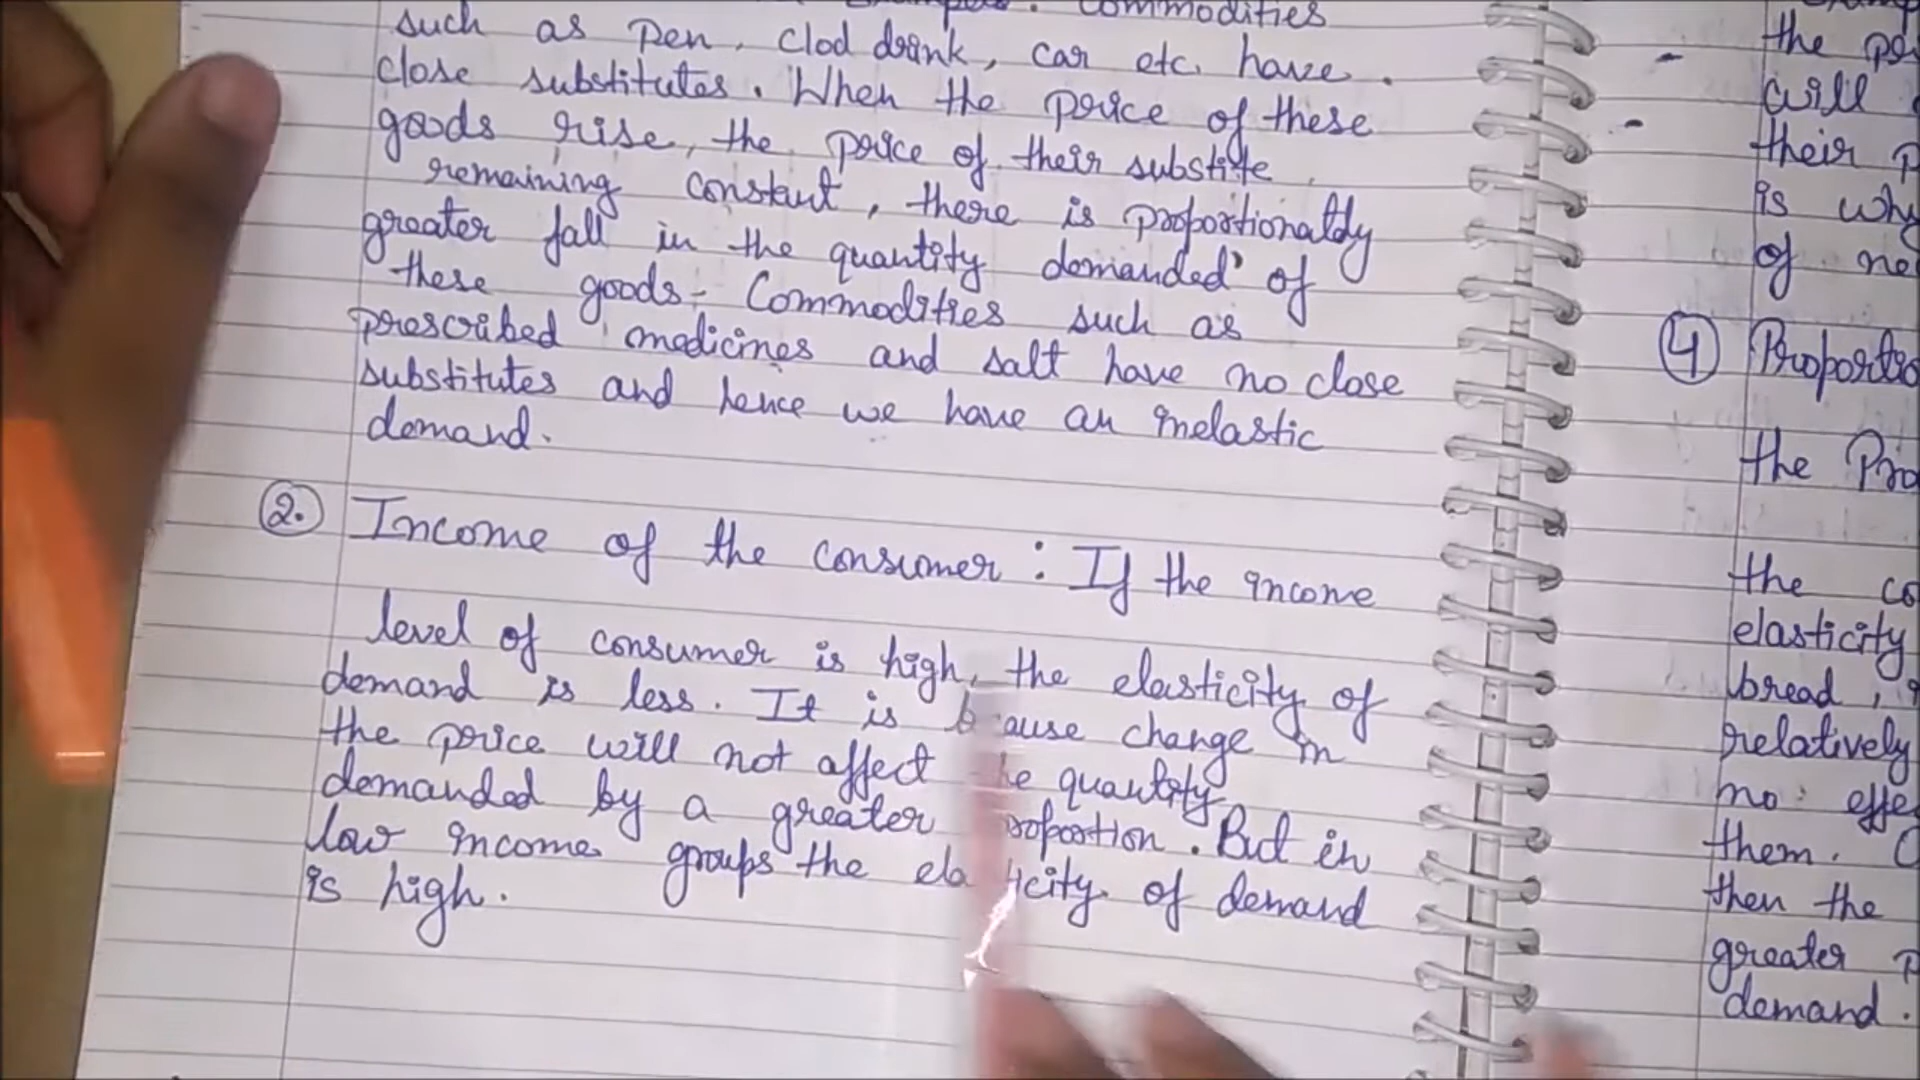 Commodities
such as Pen, Clod drink, car etc. have
close substitutes. When the price of these
goods rise, the price of their substite
remaining constant, there is proportionatly
greater fall in the quantity demanded of
these goods- Commodities such as
prescribed medicines and salt have no close
substitutes and hence we have an inelastic
demand.
2. Income of the consumer : If the income
level of consumer is high, the elasticity of
demand is less. It is because change in
the price will not affect the quantity
demanded by a greater proportion. But in
low income groups the elasticity of demand
is high.
the
will
their
is why
of
4
the
the
elasticity
bread,
relatively
no
them.
then the
greater
demand.